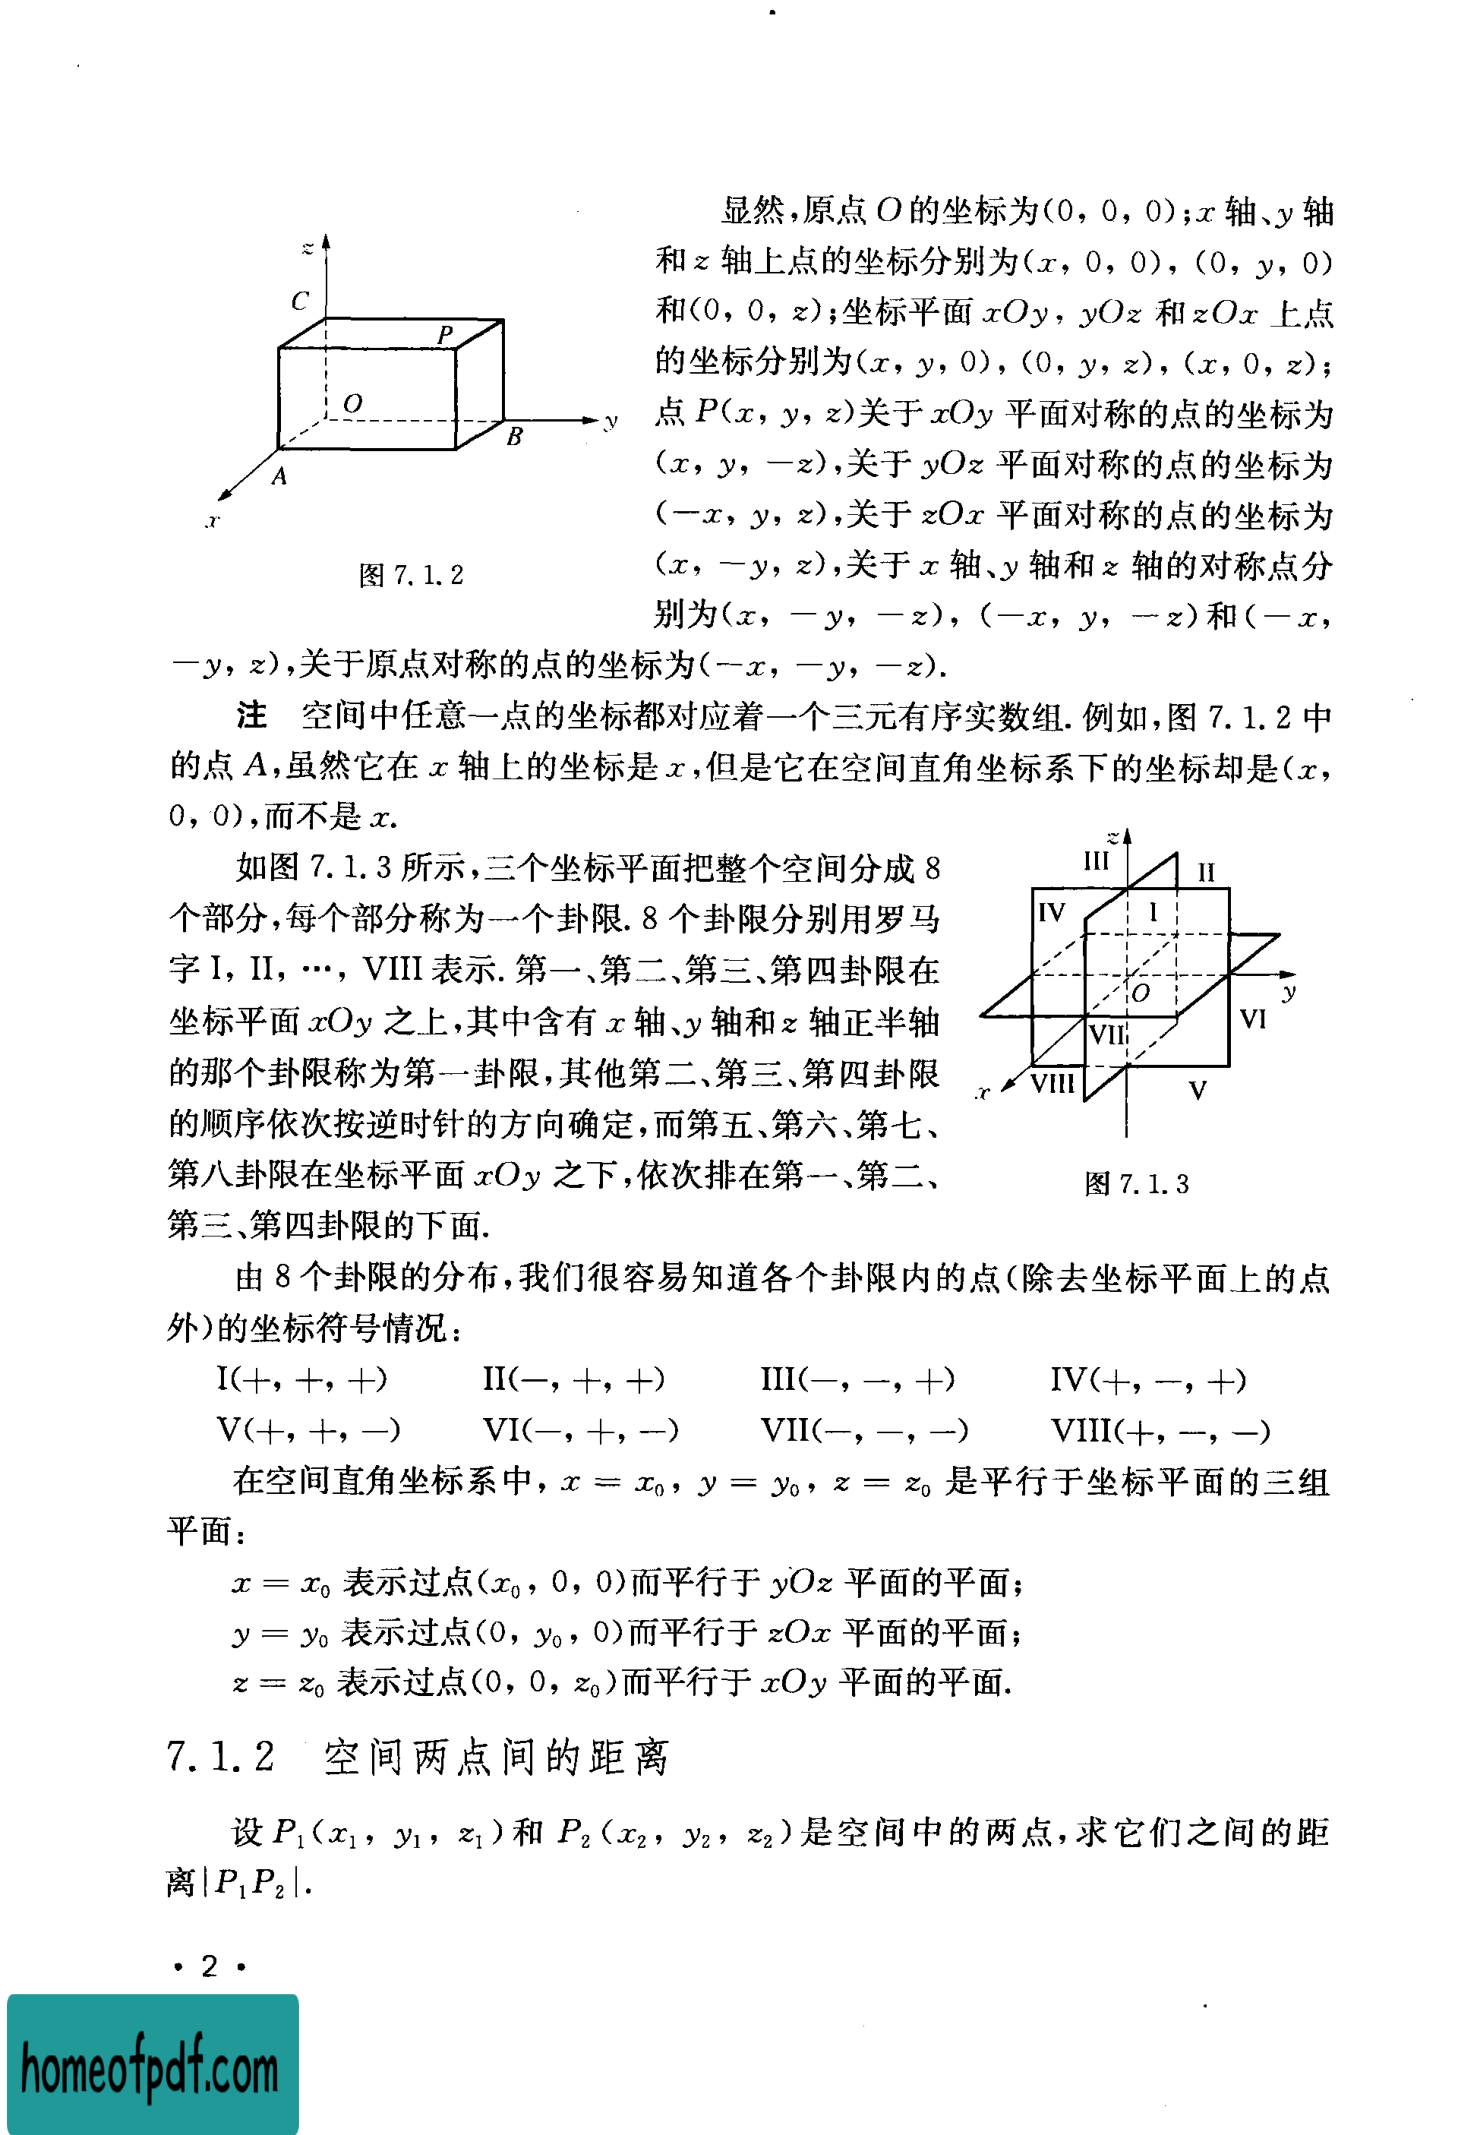 显然,原点 O 的坐标为(0, 0, 0);x 轴、y 轴
和 z 轴上点的坐标分别为(x, 0, 0), (0, y, 0)
和(0, 0, z);坐标平面 xOy, yOz 和 zOx 上点
的坐标分别为(x, y, 0), (0, y, z), (x, 0, z);
点 P(x, y, z)关于 xOy 平面对称的点的坐标为
(x, y, −z),关于 yOz 平面对称的点的坐标为
(−x, y, z),关于 zOx 平面对称的点的坐标为
(x, −y, z),关于 x 轴、y 轴和 z 轴的对称点分
别为(x, −y, −z), (−x, y, −z)和(−x,
−y, z),关于原点对称的点的坐标为(−x, −y, −z).
z
C
P
O
y
B
A
x
图 7.1.2
注 空间中任意一点的坐标都对应着一个三元有序实数组. 例如,图 7.1.2 中
的点 A,虽然它在 x 轴上的坐标是 x,但是它在空间直角坐标系下的坐标却是(x,
0, 0),而不是 x.
如图 7.1.3 所示,三个坐标平面把整个空间分成 8
个部分,每个部分称为一个卦限. 8 个卦限分别用罗马
字 I, II, …, VIII 表示. 第一、第二、第三、第四卦限在
坐标平面 xOy 之上,其中含有 x 轴、y 轴和 z 轴正半轴
的那个卦限称为第一卦限,其他第二、第三、第四卦限
的顺序依次按逆时针的方向确定,而第五、第六、第七、
第八卦限在坐标平面 xOy 之下,依次排在第一、第二、
第三、第四卦限的下面.
z
III
II
IV
I
O
y
VI
VII
VIII
V
x
图 7.1.3
由 8 个卦限的分布,我们很容易知道各个卦限内的点(除去坐标平面上的点
外)的坐标符号情况:
I(+, +, +) II(−, +, +) III(−, −, +) IV(+, −, +)
V(+, +, −) VI(−, +, −) VII(−, −, −) VIII(+, −, −)
在空间直角坐标系中, x = x₀, y = y₀, z = z₀ 是平行于坐标平面的三组
平面:
x = x₀ 表示过点(x₀, 0, 0)而平行于 yOz 平面的平面;
y = y₀ 表示过点(0, y₀, 0)而平行于 zOx 平面的平面;
z = z₀ 表示过点(0, 0, z₀)而平行于 xOy 平面的平面.
7.1.2 空间两点间的距离
设 P₁(x₁, y₁, z₁)和 P₂(x₂, y₂, z₂)是空间中的两点,求它们之间的距
离|P₁P₂|.
· 2 ·
homeofpdf.com